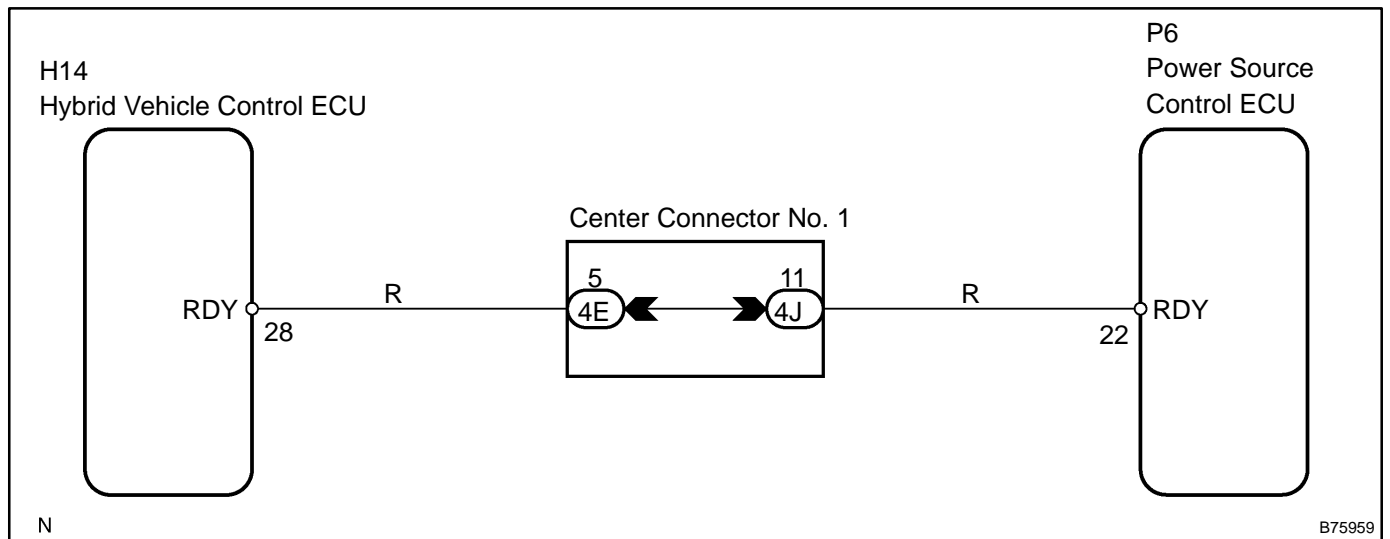 H14
Hybrid Vehicle Control ECU
P6
Power Source
Control ECU
Center Connector No. 1
5
11
RDY
R
4E
4J
R
RDY
28
22
N
B75959